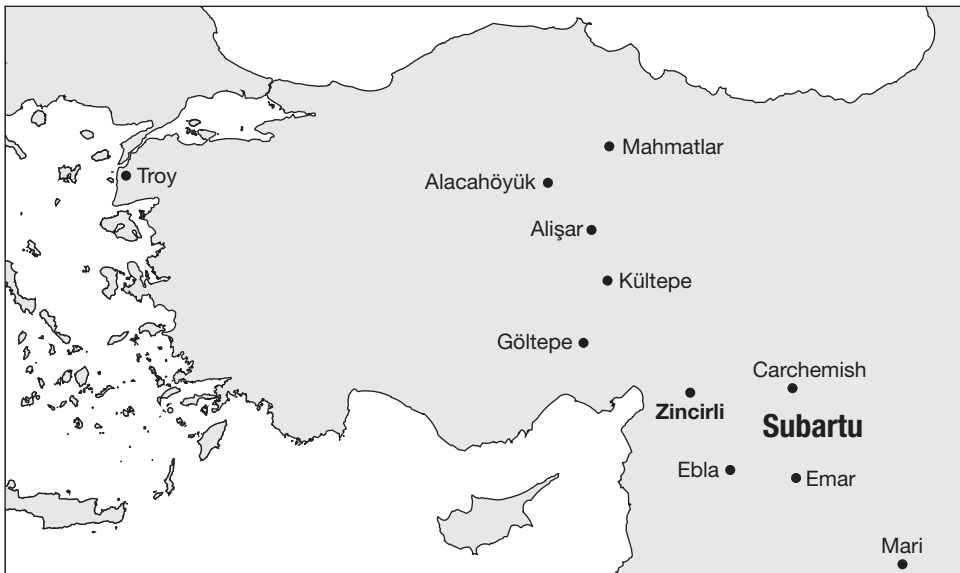 Mahmatlar
Troy
Alacahöyük
Alişar
Kültepe
Göltepe
Carchemish
Zincirli
Subartu
Ebla
Emar
Mari